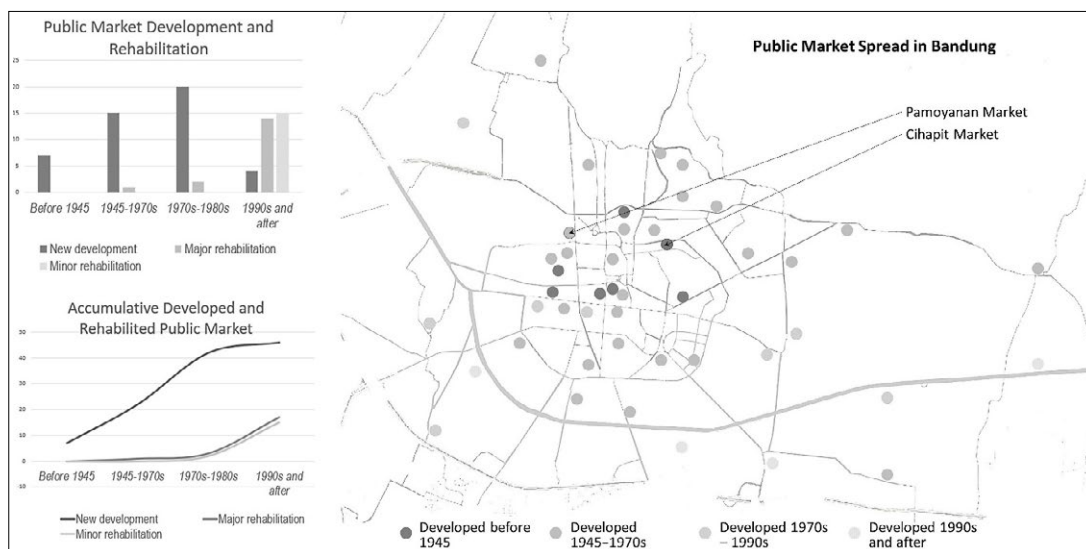 Public Market Development and
Rehabilitation
25
20
15
10
5
0
Before 1945
1945-1970s
1970s-1980s
1990s and
after
New development
Major rehabilitation
Minor rehabilitation
Accumulative Developed and
Rehabilited Public Market
50
40
30
20
10
0
-10
Before 1945
1945-1970s
1970s-1980s
1990s and
after
New development
Major rehabilitation
Minor rehabilitation
Public Market Spread in Bandung
Pamoyanan Market
Cihapit Market
Developed before
1945
Developed
1945–1970s
Developed 1970s
– 1990s
Developed 1990s
and after